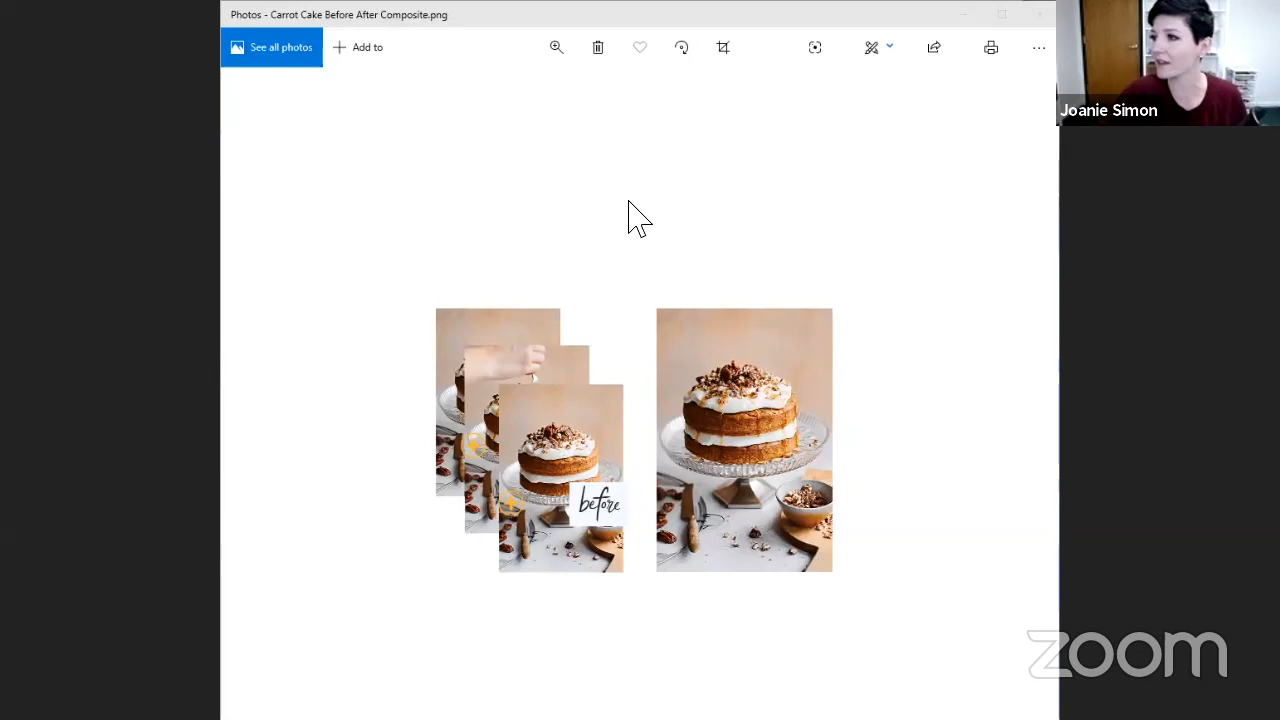 Photos - Carrot Cake Before After Composite.png
See all photos
Add to
Joanie Simon
before
zoom